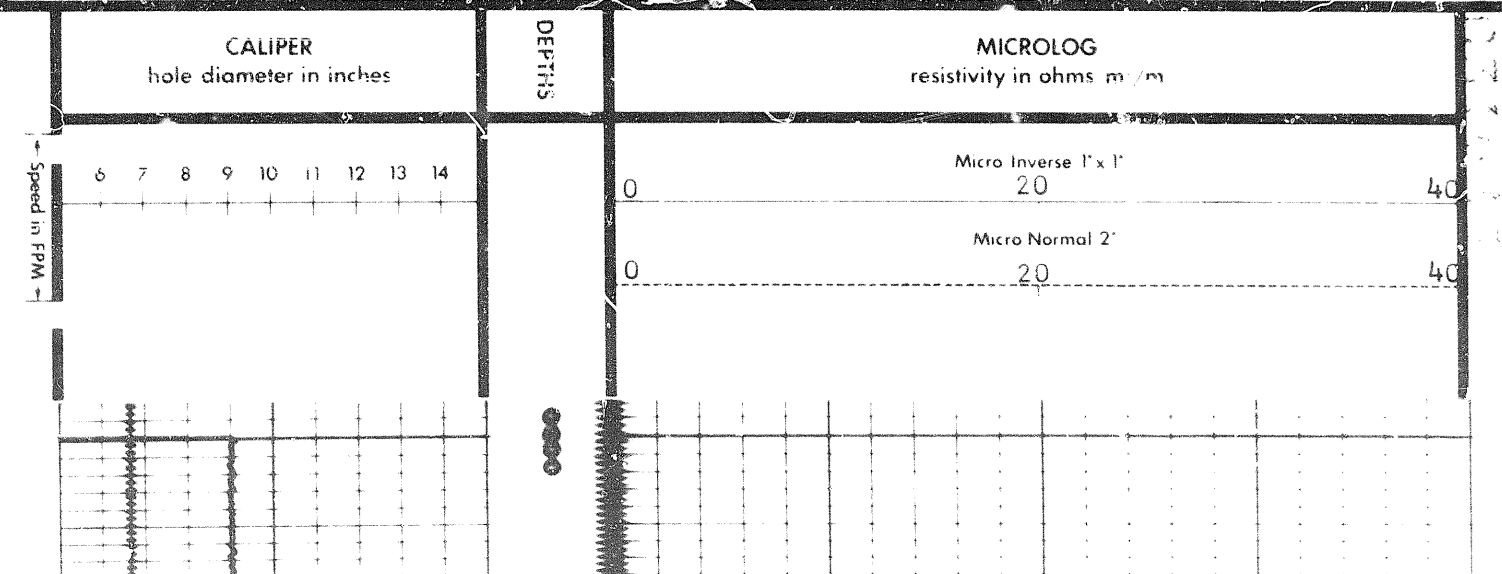 CALIPER
hole diameter in inches
DEPTHS
MICROLOG
resistivity in ohms m /m
Speed in FPM
6 7 8 9 10 11 12 13 14
Micro Inverse 1" x 1"
0 20 40
Micro Normal 2"
0 20 40